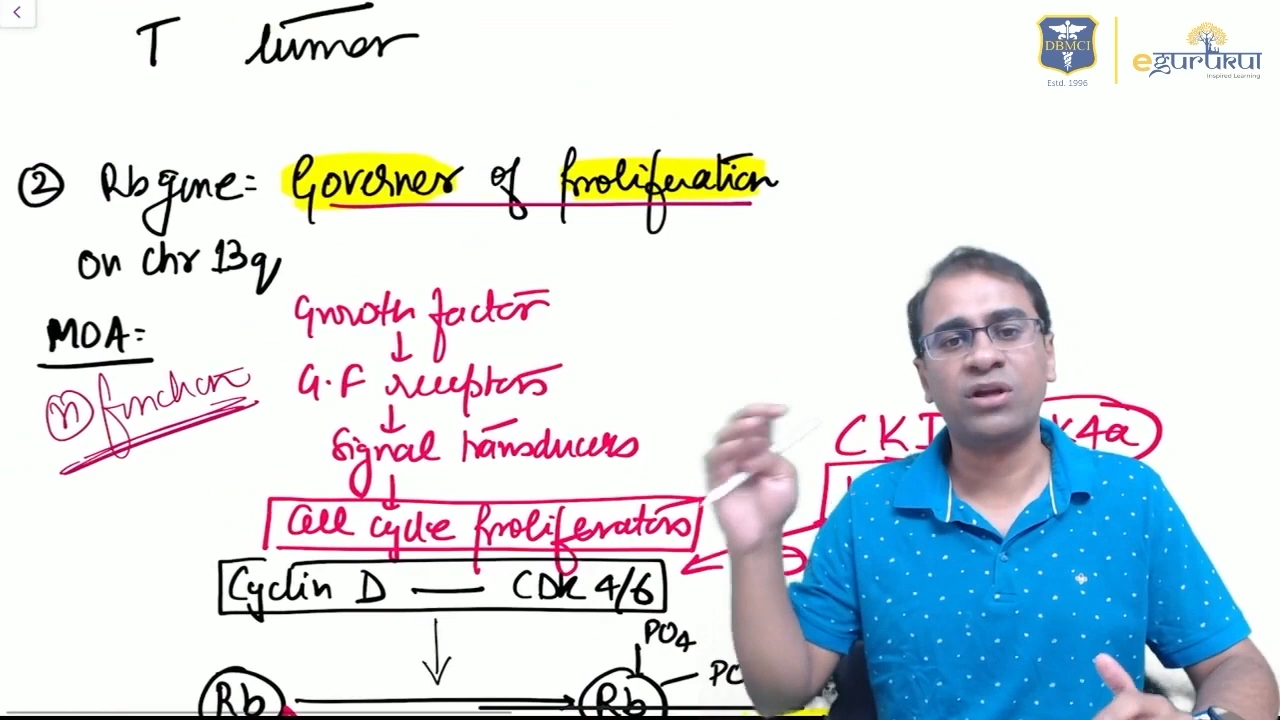 T tumor
DBMCI
Estd. 1996
egurukul
Inspired Learning
② Rb gene = Governer of proliferation
on chr 13q
MOA:
(n) function
Growth factor
↓
G.F receptors
↓
Signal transducers
↓
Cell cycle proliferators
Cyclin D — CDK 4/6
CKI
K4a
PO4
Rb
Rb